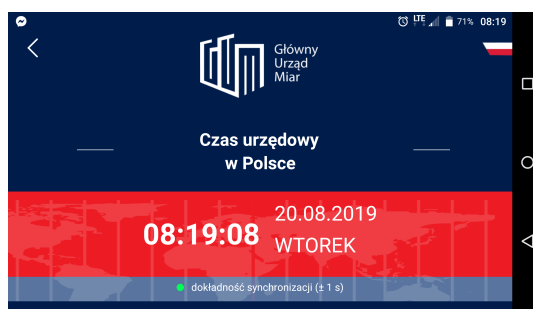 LTE 71% 08:19
Główny
Urząd
Miar
Czas urzędowy
w Polsce
20.08.2019
08:19:08
WTOREK
dokładność synchronizacji (± 1 s)